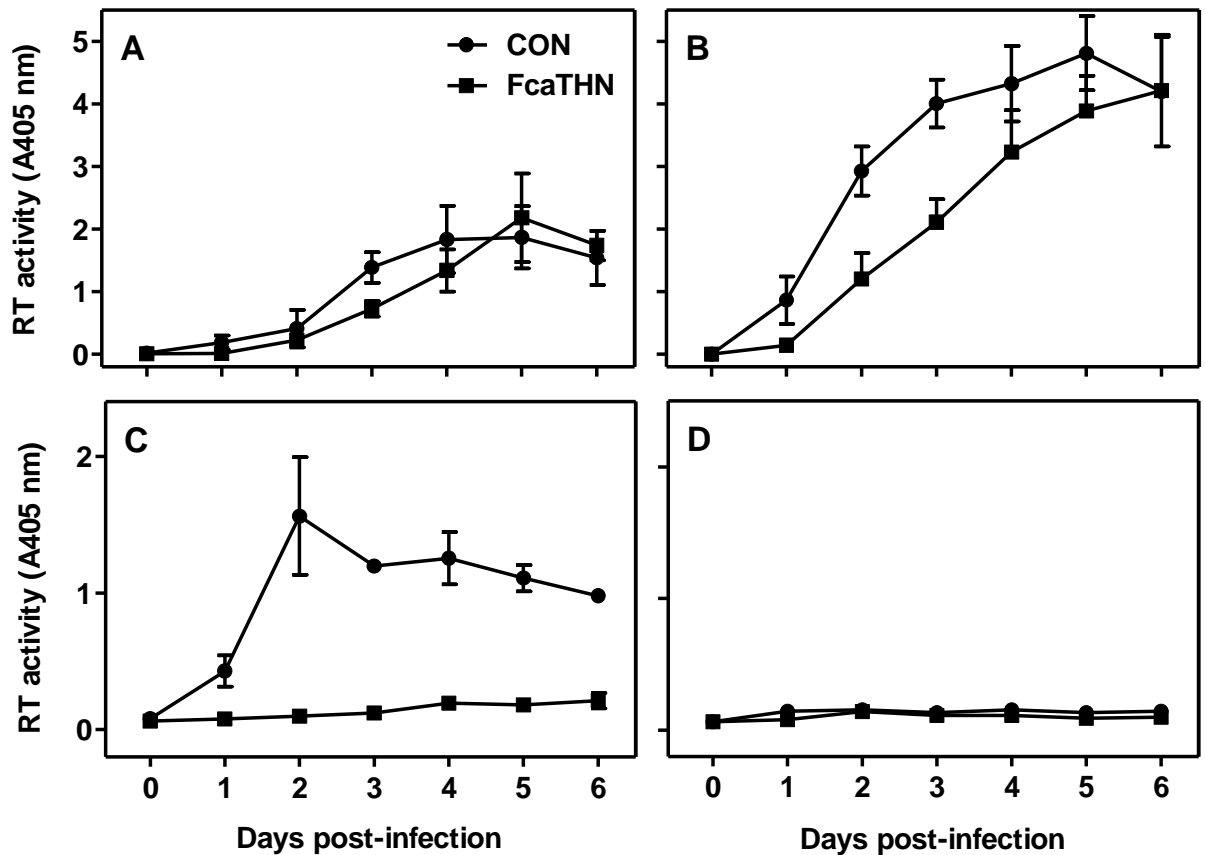 A
CON
FcaTHN
B
RT activity (A405 nm)
5
4
3
2
1
0
C
D
RT activity (A405 nm)
2
1
0
0 1 2 3 4 5 6
0 1 2 3 4 5 6
Days post-infection
Days post-infection